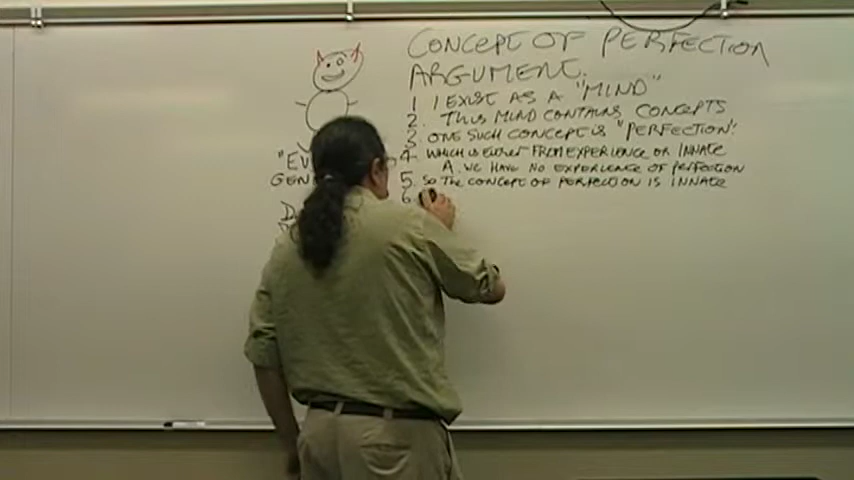 CONCEPT OF PERFECTION
ARGUMENT.
1 I EXIST AS A "MIND"
2. THIS MIND CONTAINS CONCEPTS
3. ONE SUCH CONCEPT IS "PERFECTION".
4. WHICH IS EITHER FROM EXPERIENCE OR INNATE
A. WE HAVE NO EXPERIENCE OF PERFECTION
5. SO THE CONCEPT OF PERFECTION IS INNATE
6.